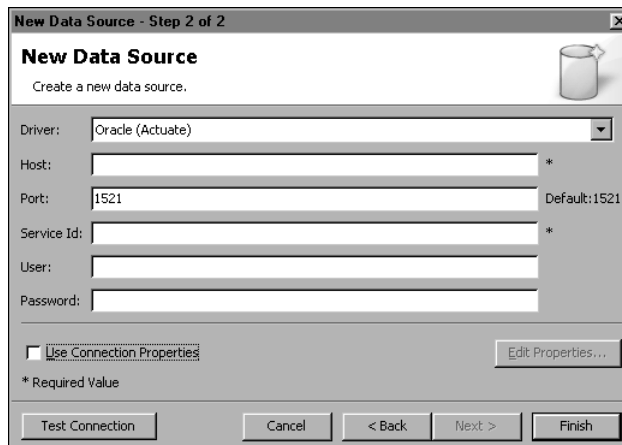 New Data Source - Step 2 of 2
New Data Source
Create a new data source.
Driver: Oracle (Actuate)
Host: *
Port: 1521 Default:1521
Service Id: *
User:
Password:
Use Connection Properties Edit Properties...
* Required Value
Test Connection Cancel < Back Next > Finish